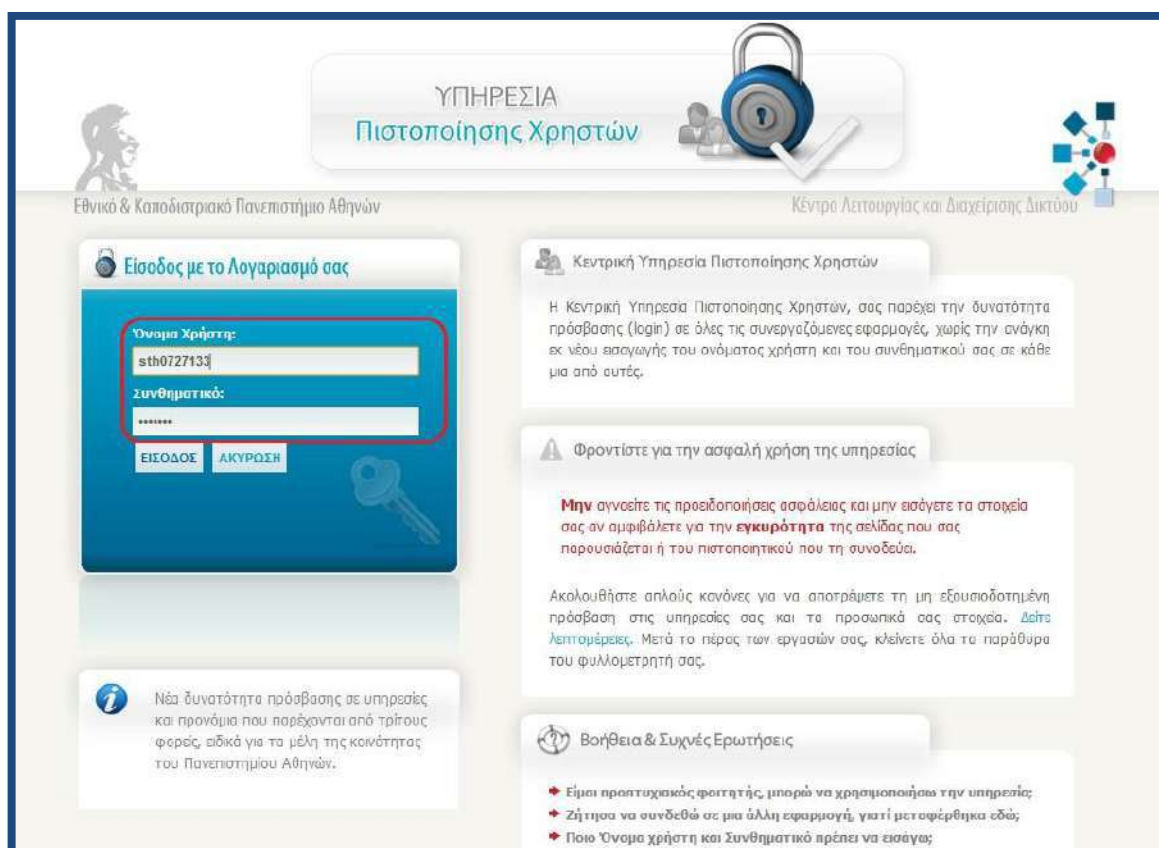 ΥΠΗΡΕΣΙΑ
Πιστοποίησης Χρηστών
Εθνικό & Καποδιστριακό Πανεπιστήμιο Αθηνών
Κέντρο Λειτουργίας και Διαχείρισης Δικτύου
Είσοδος με το Λογαριασμό σας
Όνομα Χρήστη:
sth0727133
Συνθηματικό:
•••••••
ΕΙΣΟΔΟΣ ΑΚΥΡΩΣΗ
Νέα δυνατότητα πρόσβασης σε υπηρεσίες
και προνόμια που παρέχονται από τρίτους
φορείς, ειδικά για τα μέλη της κοινότητας
του Πανεπιστημίου Αθηνών.
Κεντρική Υπηρεσία Πιστοποίησης Χρηστών
Η Κεντρική Υπηρεσία Πιστοποίησης Χρηστών, σας παρέχει την δυνατότητα
πρόσβασης (login) σε όλες τις συνεργαζόμενες εφαρμογές, χωρίς την ανάγκη
εκ νέου εισαγωγής του ονόματος χρήστη και του συνθηματικού σας σε κάθε
μια από αυτές.
Φροντίστε για την ασφαλή χρήση της υπηρεσίας
Μην αγνοείτε τις προειδοποιήσεις ασφάλειας και μην εισάγετε τα στοιχεία
σας αν αμφιβάλετε για την εγκυρότητα της σελίδας που σας
παρουσιάζεται ή του πιστοποιητικού που τη συνοδεύει.
Ακολουθήστε απλούς κανόνες για να αποτρέψετε τη μη εξουσιοδοτημένη
πρόσβαση στις υπηρεσίες σας και τα προσωπικά σας στοιχεία. Δείτε
λεπτομέρειες. Μετά το πέρας των εργασιών σας, κλείνετε όλα τα παράθυρα
του φυλλομετρητή σας.
Βοήθεια & Συχνές Ερωτήσεις
Είμαι προπτυχιακός φοιτητής, μπορώ να χρησιμοποιήσω την υπηρεσία;
Ζήτησα να συνδεθώ σε μια άλλη εφαρμογή, γιατί μεταφέρθηκα εδώ;
Ποιο Όνομα χρήστη και Συνθηματικό πρέπει να εισάγω;